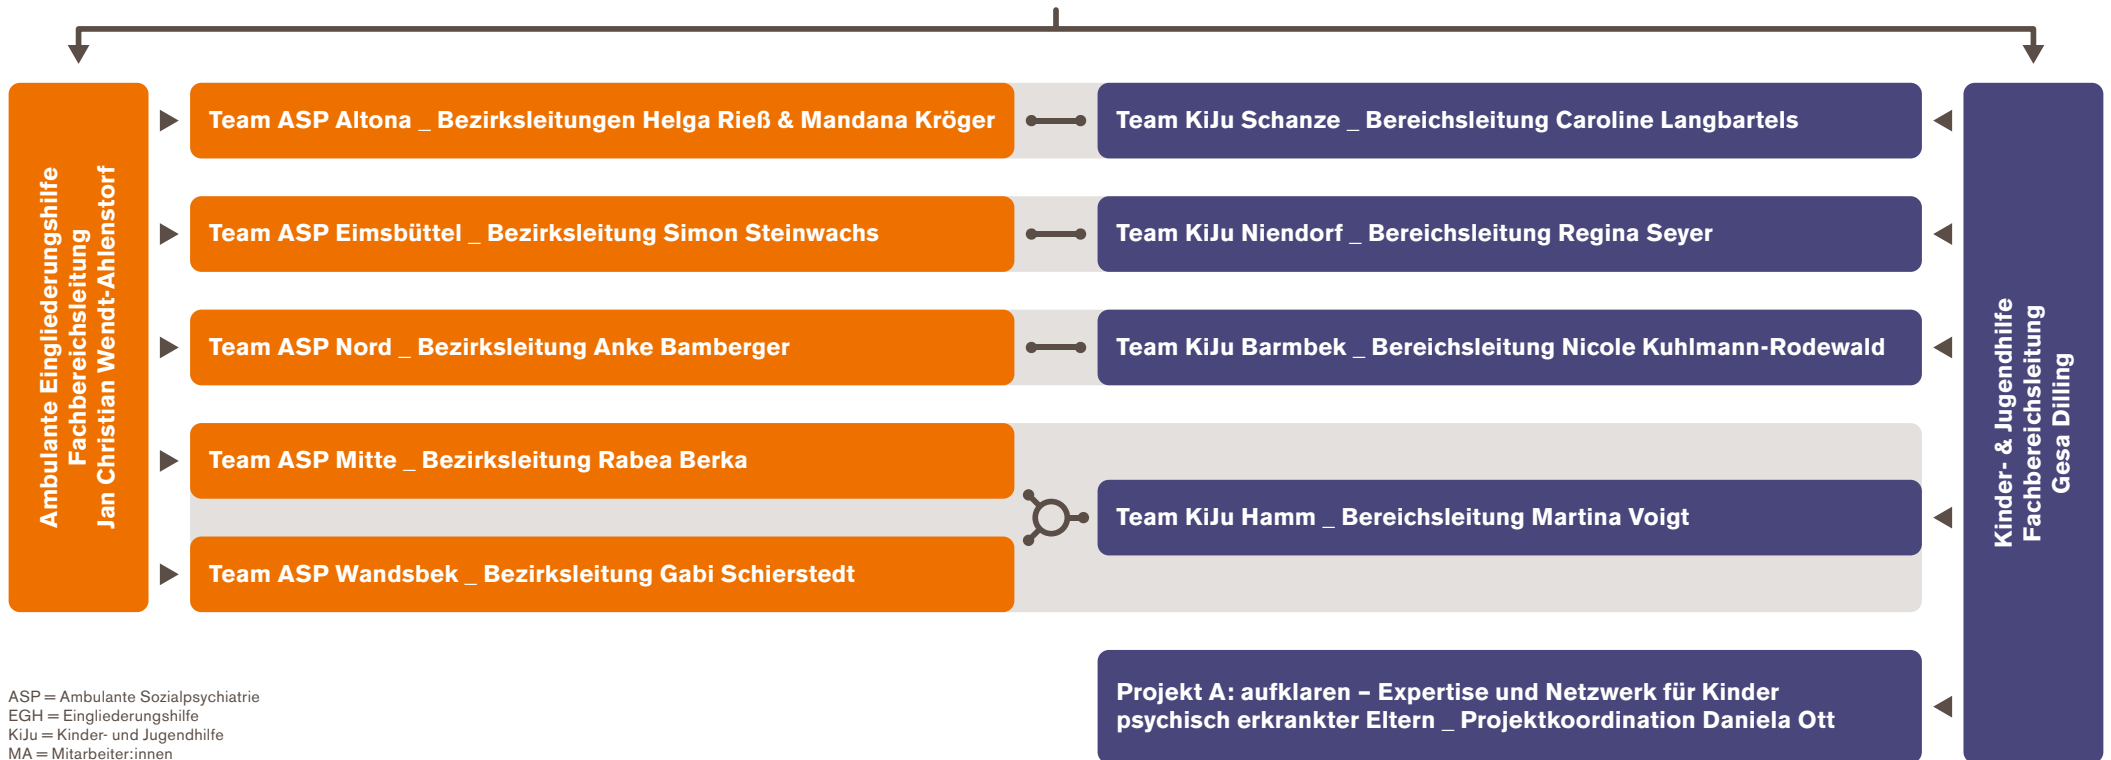 Ambulante Eingliederungshilfe
Fachbereichsleitung
Jan Christian Wendt-Ahlenstorf
Team ASP Altona _ Bezirksleitungen Helga Rieß & Mandana Kröger
Team KiJu Schanze _ Bereichsleitung Caroline Langbartels
Team ASP Eimsbüttel _ Bezirksleitung Simon Steinwachs
Team KiJu Niendorf _ Bereichsleitung Regina Seyer
Team ASP Nord _ Bezirksleitung Anke Bamberger
Team KiJu Barmbek _ Bereichsleitung Nicole Kuhlmann-Rodewald
Team ASP Mitte _ Bezirksleitung Rabea Berka
Team KiJu Hamm _ Bereichsleitung Martina Voigt
Team ASP Wandsbek _ Bezirksleitung Gabi Schierstedt
Projekt A: aufklaren – Expertise und Netzwerk für Kinder
psychisch erkrankter Eltern _ Projektkoordination Daniela Ott
Kinder- & Jugendhilfe
Fachbereichsleitung
Gesa Dilling
ASP = Ambulante Sozialpsychiatrie
EGH = Eingliederungshilfe
KiJu = Kinder- und Jugendhilfe
MA = Mitarbeiter:innen